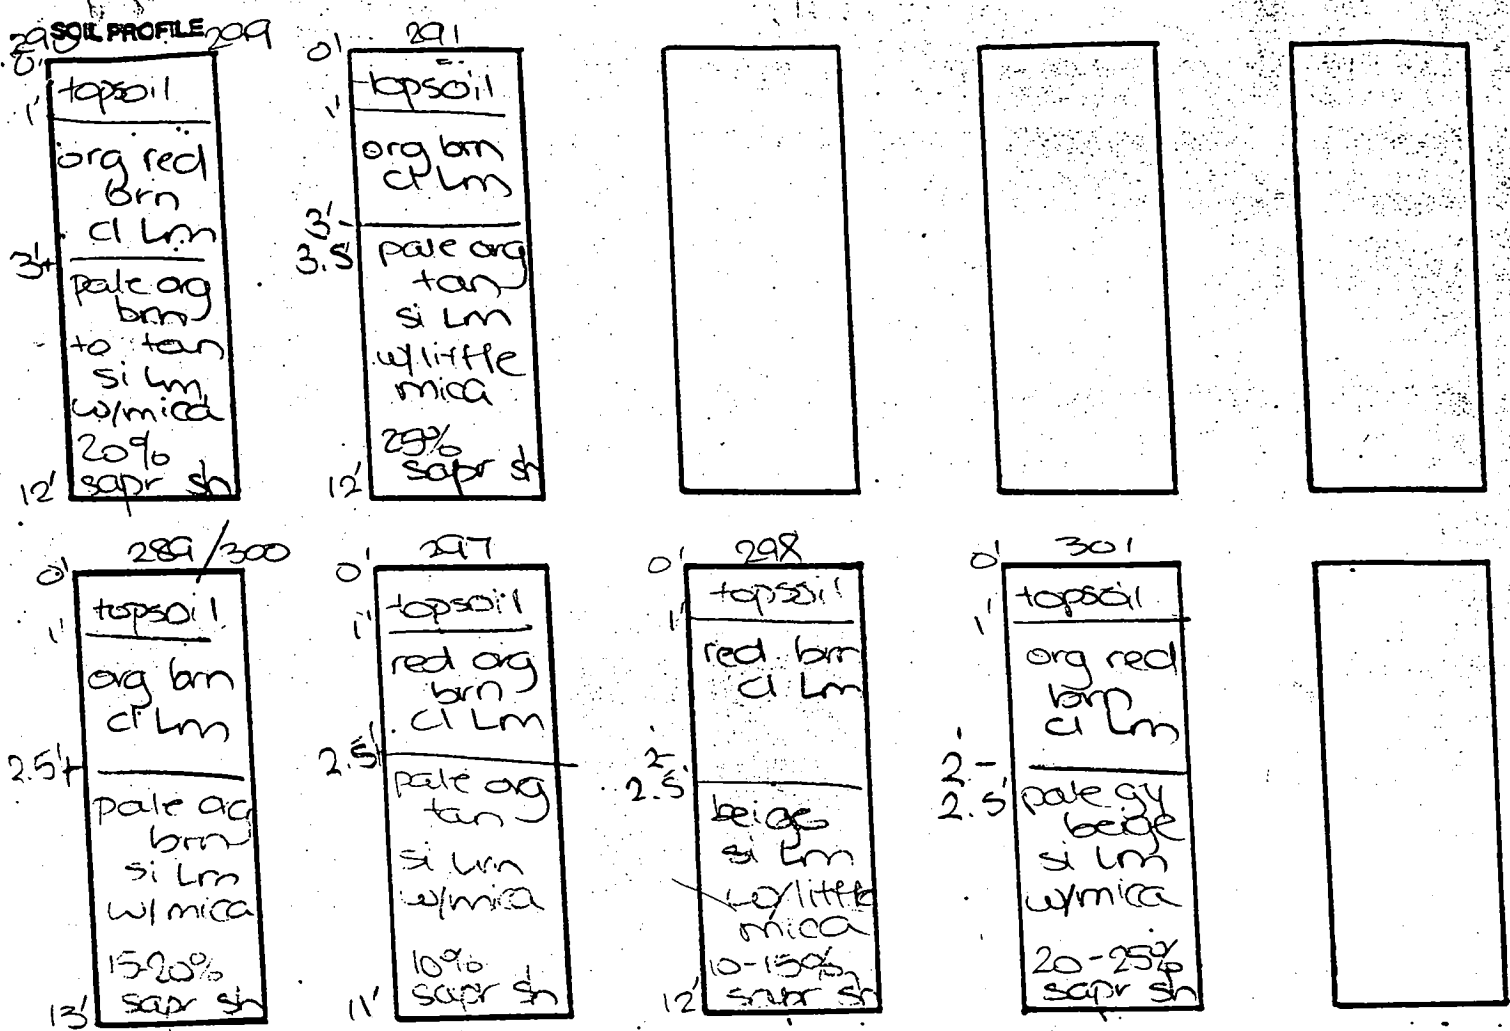 SOIL PROFILE
290 299
0'
topsoil
1'
org red
brn
cl Lm
3'+
pale org
brn
to tan
si Lm
w/mica
20%
sapr sh
12'
291
0'
topsoil
1'
org brn
cl Lm
3'-
3.5
pale org
tan
si Lm
w/little
mica
25%
sapr sh
12'
289/300
0'
topsoil
1'
org brn
cl Lm
2.5'+
pale org
brn
si Lm
w/ mica
15-20%
sapr sh
13'
297
0'
topsoil
1'
red org
brn
cl Lm
2.5'
pale org
tan
si Lm
w/mica
10%
sapr sh
11'
298
0'
topsoil
1'
red brn
cl Lm
2-
2.5'
beige
si Lm
w/little
mica
10-15%
sapr sh
12'
301
0'
topsoil
1'
org red
brn
cl Lm
2-
2.5'
pale gy
beige
si Lm
w/mica
20-25%
sapr sh